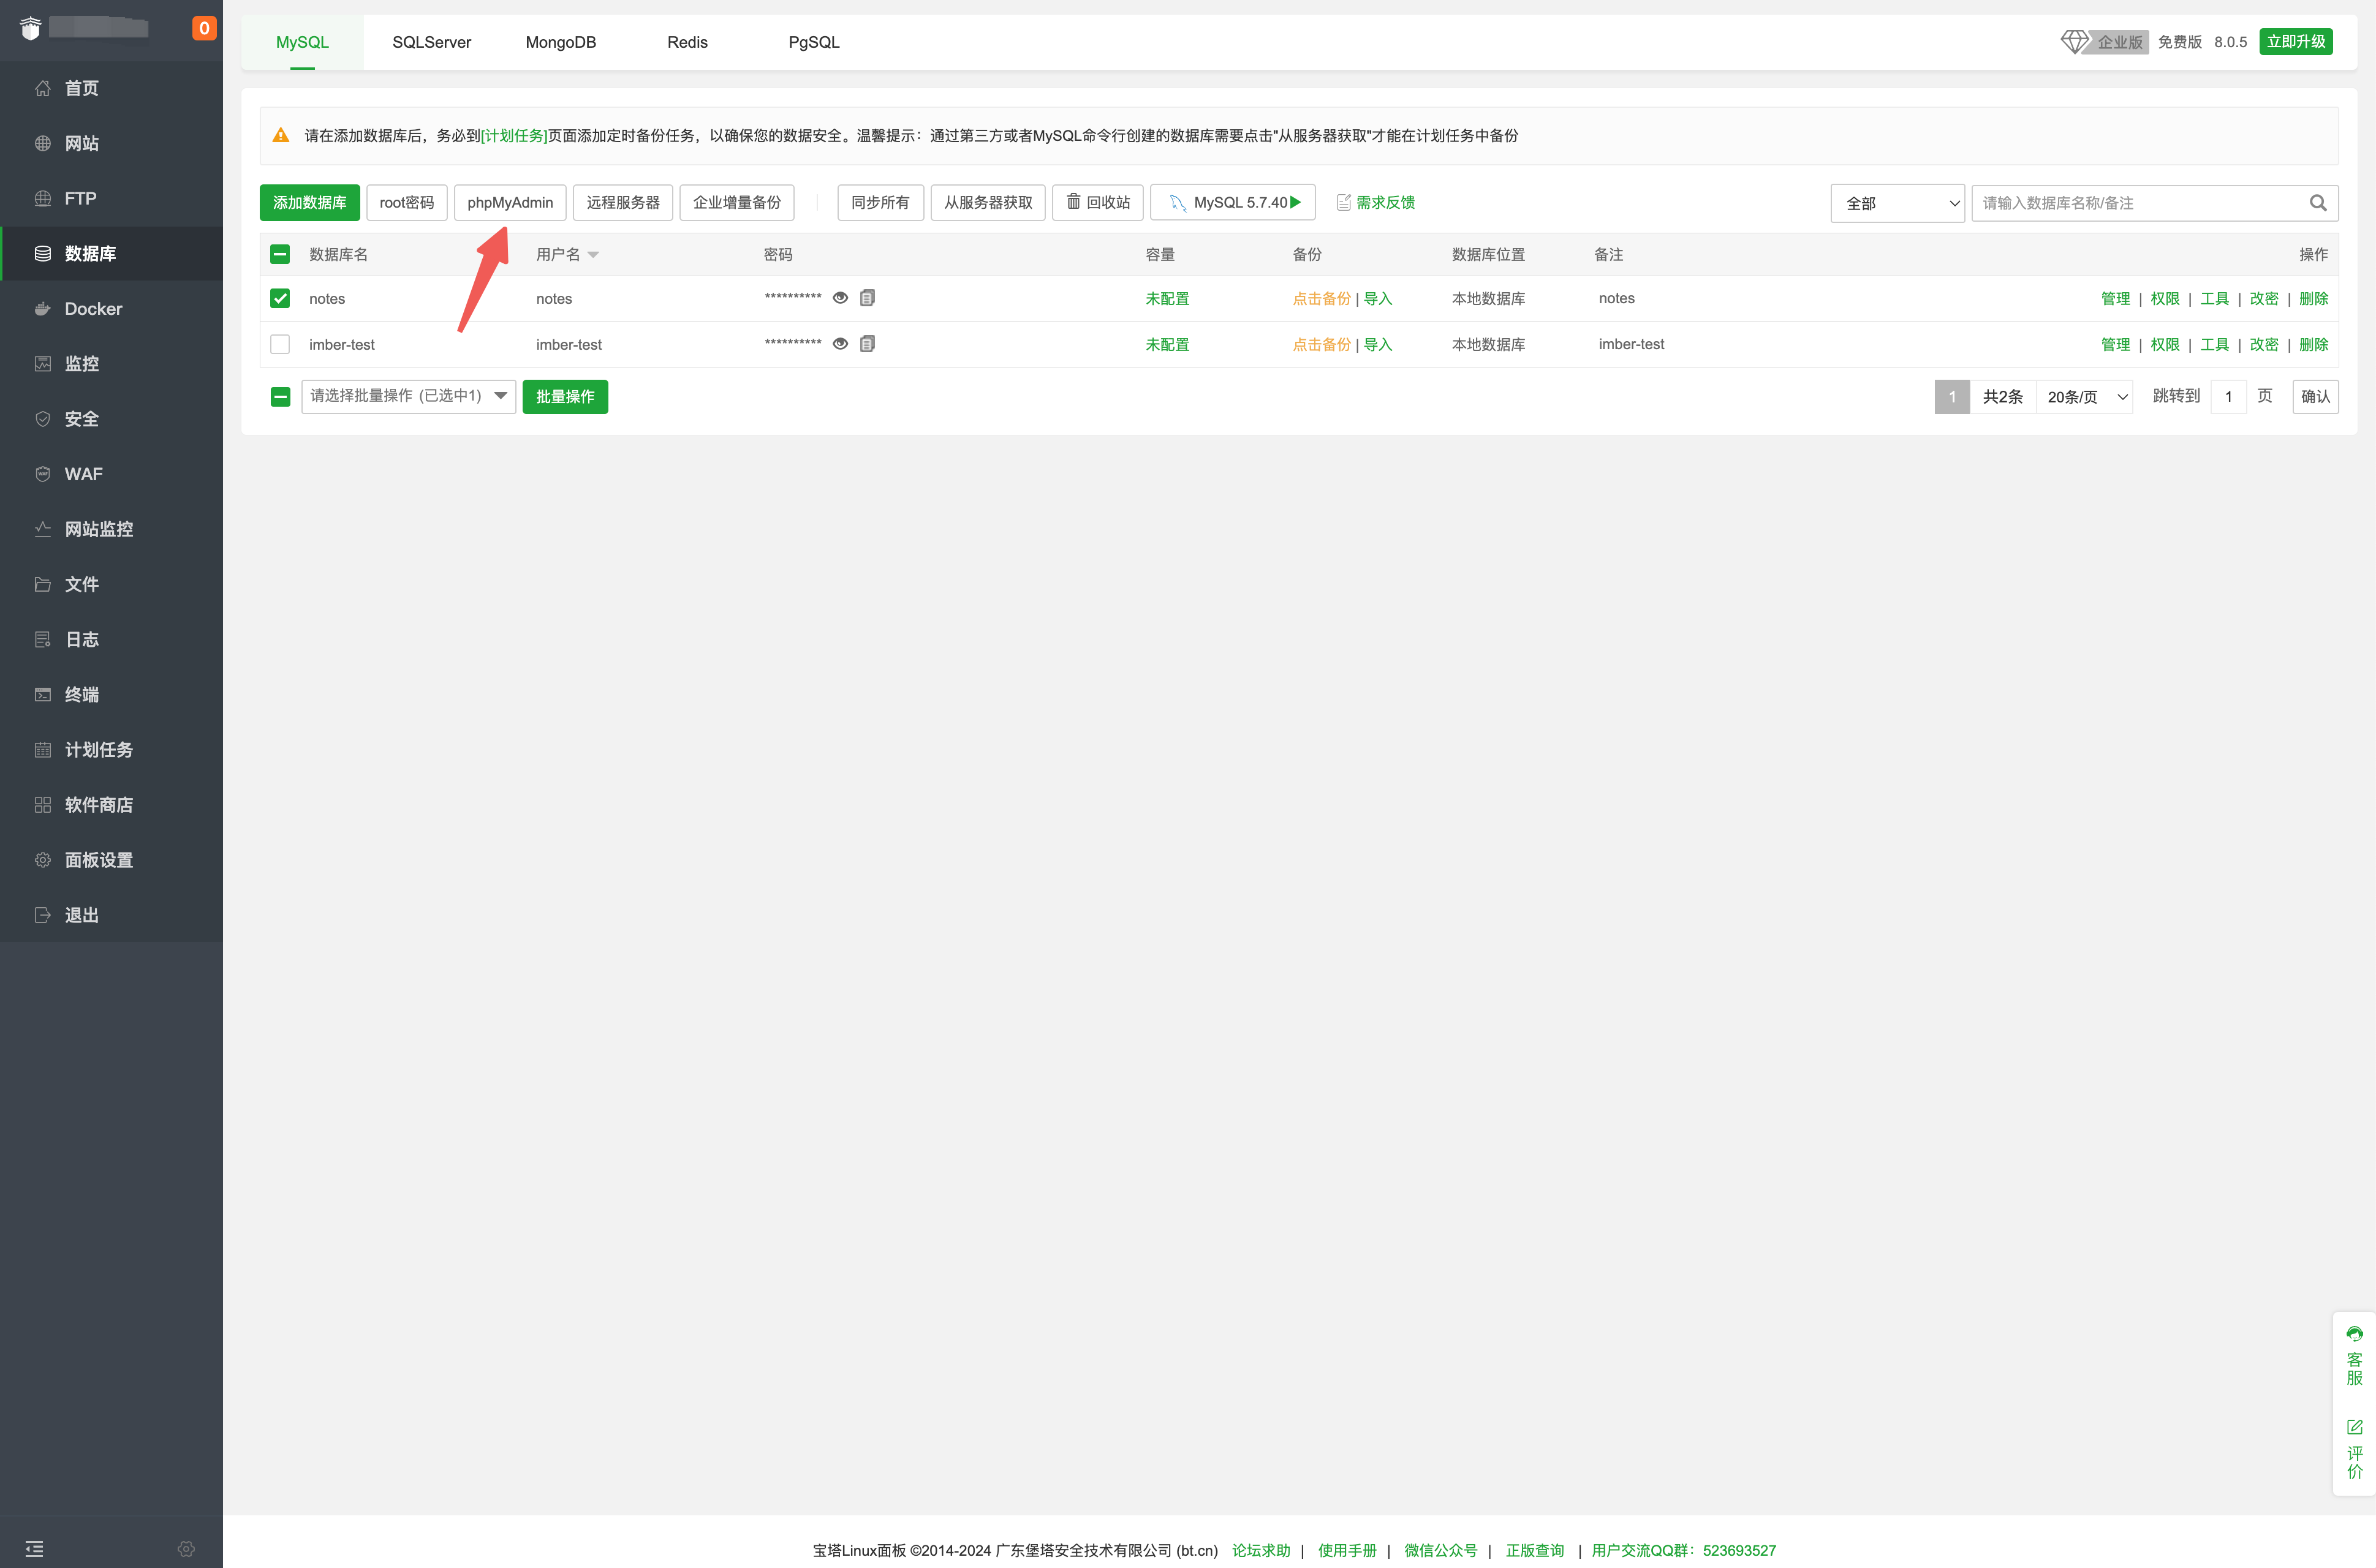 0
首页
网站
FTP
数据库
Docker
监控
安全
WAF
网站监控
文件
日志
终端
计划任务
软件商店
面板设置
退出
MySQL SQLServer MongoDB Redis PgSQL 企业版 免费版 8.0.5 立即升级
请在添加数据库后，务必到[计划任务]页面添加定时备份任务，以确保您的数据安全。温馨提示：通过第三方或者MySQL命令行创建的数据库需要点击"从服务器获取"才能在计划任务中备份
添加数据库 root密码 phpMyAdmin 远程服务器 企业增量备份 同步所有 从服务器获取 回收站 MySQL 5.7.40 需求反馈 全部 请输入数据库名称/备注
数据库名 用户名 密码 容量 备份 数据库位置 备注 操作
notes notes ********** 未配置 点击备份 | 导入 本地数据库 notes 管理 | 权限 | 工具 | 改密 | 删除
imber-test imber-test ********** 未配置 点击备份 | 导入 本地数据库 imber-test 管理 | 权限 | 工具 | 改密 | 删除
请选择批量操作 (已选中1) 批量操作 1 共2条 20条/页 跳转到 1 页 确认
客服
评价
宝塔Linux面板 ©2014-2024 广东堡塔安全技术有限公司 (bt.cn) 论坛求助 | 使用手册 | 微信公众号 | 正版查询 | 用户交流QQ群：523693527